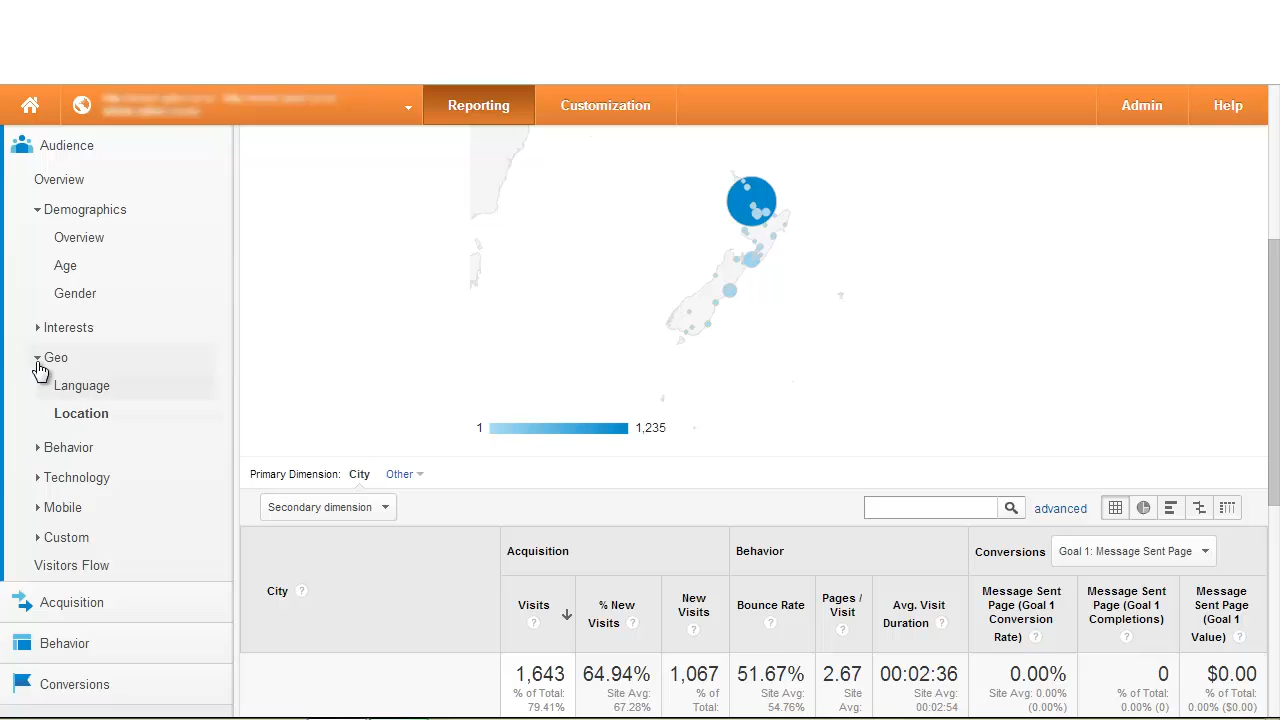 Reporting
Customization
Admin
Help
Audience
Overview
Demographics
Overview
Age
Gender
Interests
Geo
Language
Location
Behavior
Technology
Mobile
Custom
Visitors Flow
Acquisition
Behavior
Conversions
1 1,235
Primary Dimension: City Other
Secondary dimension
advanced
City ?
Acquisition
Behavior
Conversions Goal 1: Message Sent Page
Visits
?
% New
Visits ?
New
Visits
?
Bounce Rate
?
Pages /
Visit
?
Avg. Visit
Duration ?
Message Sent
Page (Goal 1
Conversion
Rate) ?
Message Sent
Page (Goal 1
Completions)
?
Message
Sent Page
(Goal 1
Value) ?
1,643
% of Total:
79.41%
64.94%
Site Avg:
67.28%
1,067
% of
Total:
51.67%
Site Avg:
54.76%
2.67
Site
Avg:
00:02:36
Site Avg:
00:02:54
0.00%
Site Avg: 0.00%
(0.00%)
0
% of Total:
0.00% (0)
$0.00
% of Total:
0.00% ($0.00)